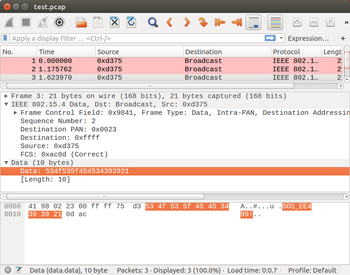 test.pcap
Apply a display filter ... <Ctrl-/>
Expression...
+
No. Time Source Destination Protocol Lengt
1 0.000000 0xd375 Broadcast IEEE 802.1... 2
2 1.175762 0xd375 Broadcast IEEE 802.1... 2
3 1.623970 0xd375 Broadcast IEEE 802.1... 2
Frame 3: 21 bytes on wire (168 bits), 21 bytes captured (168 bits)
IEEE 802.15.4 Data, Dst: Broadcast, Src: 0xd375
Frame Control Field: 0x9841, Frame Type: Data, Intra-PAN, Destination Addres
Sequence Number: 2
Destination PAN: 0x0023
Destination: 0xffff
Source: 0xd375
FCS: 0xac0d (Correct)
Data (10 bytes)
Data: 534f535f454534393921
[Length: 10]
0000 41 98 02 23 00 ff ff 75 d3 53 4f 53 5f 45 45 34 A..#...u .SOS_EE4
0010 39 39 21 0d ac 99!..
Data (data.data), 10 byte Packets: 3 · Displayed: 3 (100.0%) · Load time: 0:0.7 Profile: Default